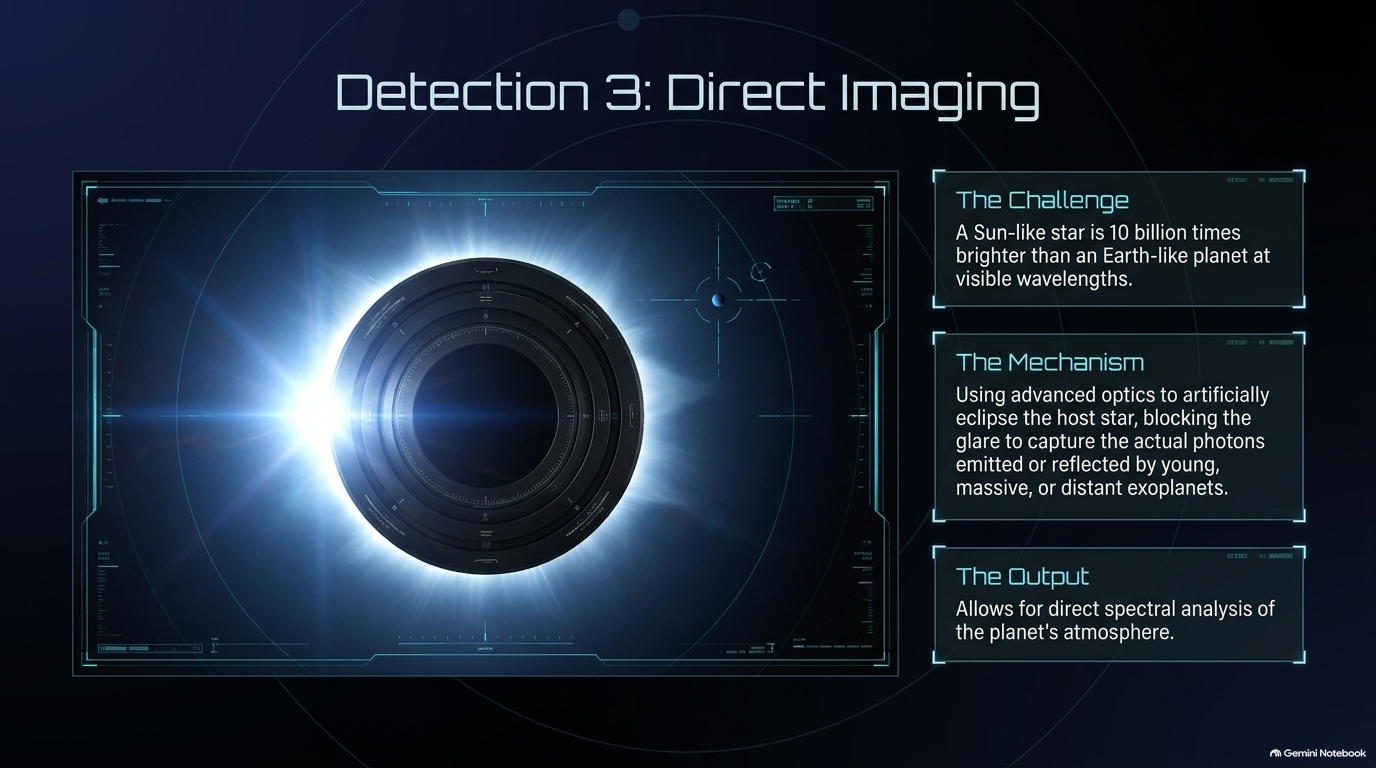 Detection 3: Direct Imaging
The Challenge
A Sun-like star is 10 billion times
brighter than an Earth-like planet at
visible wavelengths.
The Mechanism
Using advanced optics to artificially
eclipse the host star, blocking the
glare to capture the actual photons
emitted or reflected by young,
massive, or distant exoplanets.
The Output
Allows for direct spectral analysis of
the planet's atmosphere.
Gemini Notebook